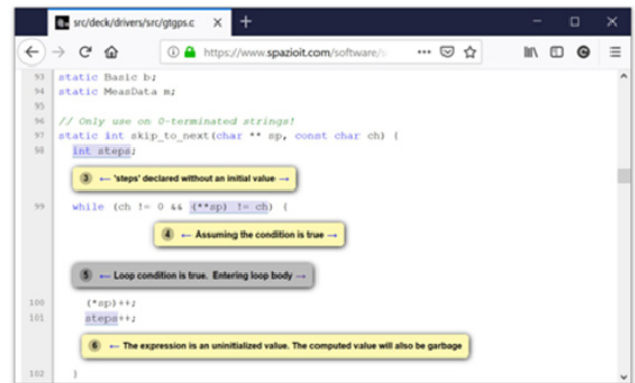 src/deck/drivers/src/gtgps.c
https://www.spazioit.com/software/s
93 static Basic b;
94 static MeasData m;
95
96 // Only use on 0-terminated strings!
97 static int skip_to_next(char ** sp, const char ch) {
98 int steps;
3 ← 'steps' declared without an initial value →
99 while (ch != 0 && (**sp) != ch) {
4 ← Assuming the condition is true →
5 ← Loop condition is true. Entering loop body →
100 (*sp)++;
101 steps++;
6 ← The expression is an uninitialized value. The computed value will also be garbage
102 }